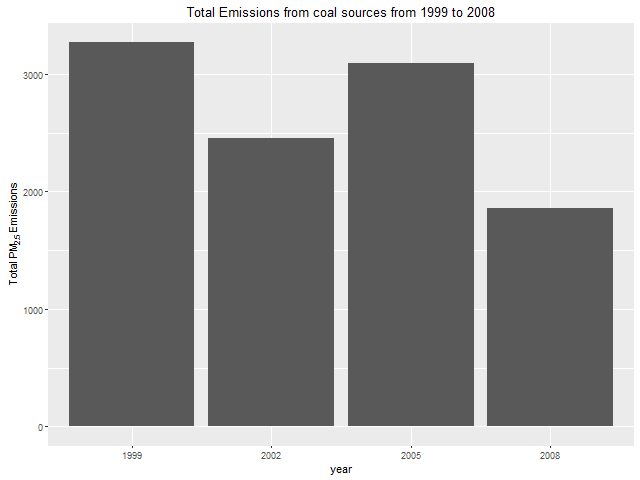 Total Emissions from coal sources from 1999 to 2008
Total PM2.5 Emissions
3000
2000
1000
0
1999 2002 2005 2008
year